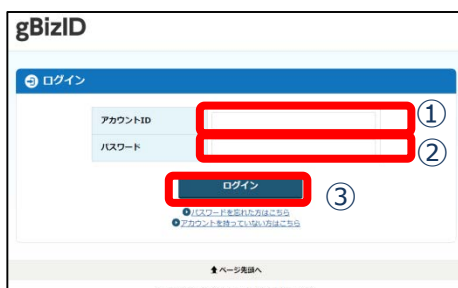 gBizID
ログイン
アカウントID
①
パスワード
②
ログイン
③
パスワードを忘れた方はこちら
アカウントを持っていない方はこちら
ページ先頭へ